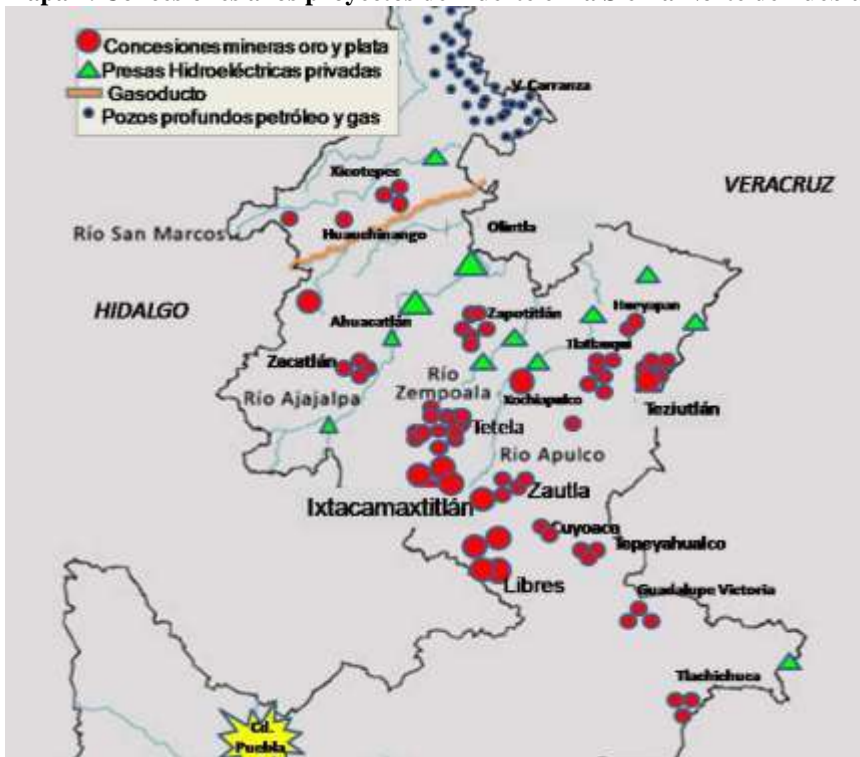 Concesiones mineras oro y plata
Presas Hidroeléctricas privadas
Gasoducto
Pozos profundos petróleo y gas
V Carranza
Xicotepec
VERACRUZ
Río San Marcos
Huauchinango
Olintla
HIDALGO
Hueyapan
Ahuacatlán
Zapotitlán
Tlatlauqui
Zacatlán
Río
Zempoala
Río Ajajalpa
Xochiapulco
Teziutlán
Tetela
Río Apulco
Ixtacamaxtitlán
Zautla
Cuyoaco
Tepeyahualco
Libres
Guadalupe Victoria
Tlachichuca
Cd.
Puebla